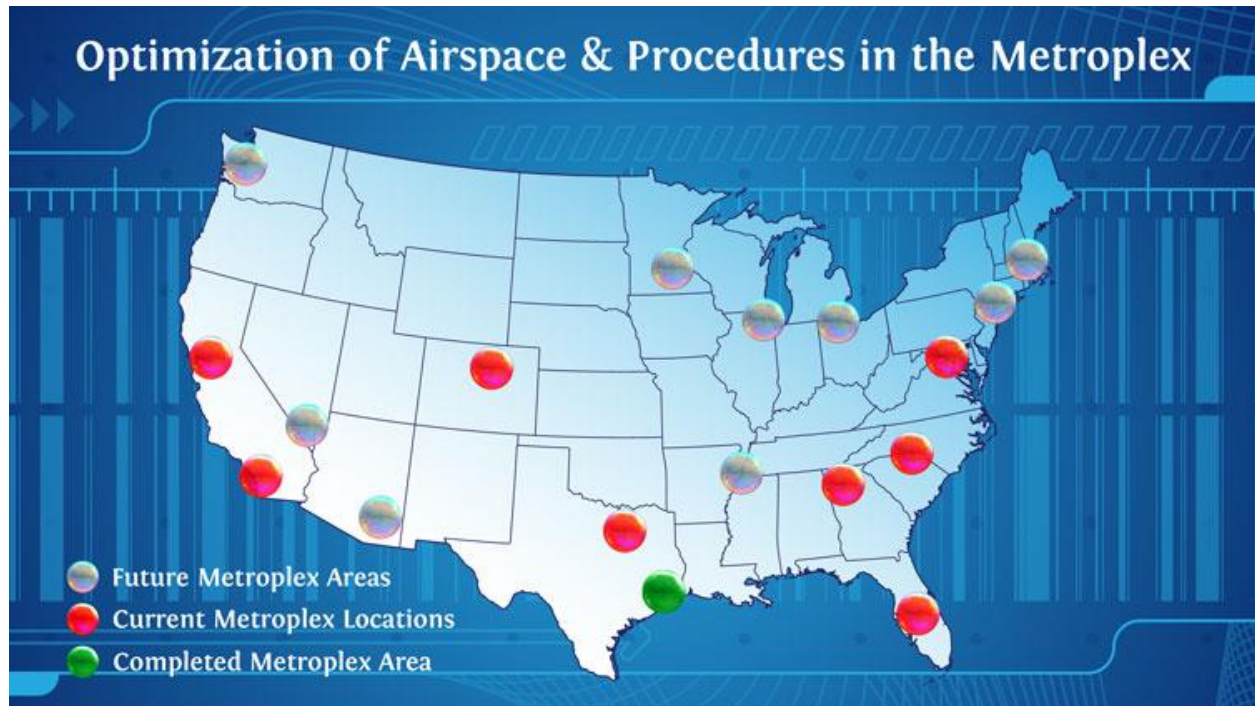 Optimization of Airspace & Procedures in the Metroplex
Future Metroplex Areas
Current Metroplex Locations
Completed Metroplex Area